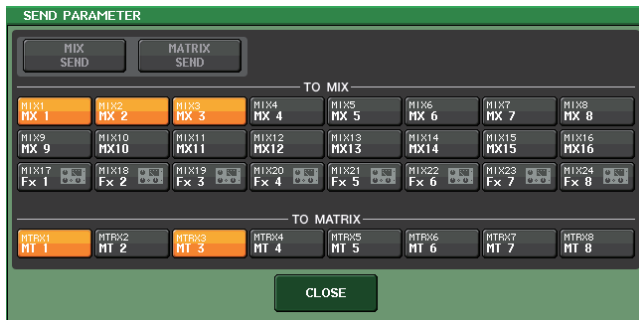 SEND PARAMETER
MIX SEND MATRIX SEND
TO MIX
MIX1 MIX2 MIX3 MIX4 MIX5 MIX6 MIX7 MIX8
MX 1 MX 2 MX 3 MX 4 MX 5 MX 6 MX 7 MX 8
MIX9 MIX10 MIX11 MIX12 MIX13 MIX14 MIX15 MIX16
MX 9 MX10 MX11 MX12 MX13 MX14 MX15 MX16
MIX17 MIX18 MIX19 MIX20 MIX21 MIX22 MIX23 MIX24
Fx 1 Fx 2 Fx 3 Fx 4 Fx 5 Fx 6 Fx 7 Fx 8
TO MATRIX
MTRX1 MTRX2 MTRX3 MTRX4 MTRX5 MTRX6 MTRX7 MTRX8
MT 1 MT 2 MT 3 MT 4 MT 5 MT 6 MT 7 MT 8
CLOSE